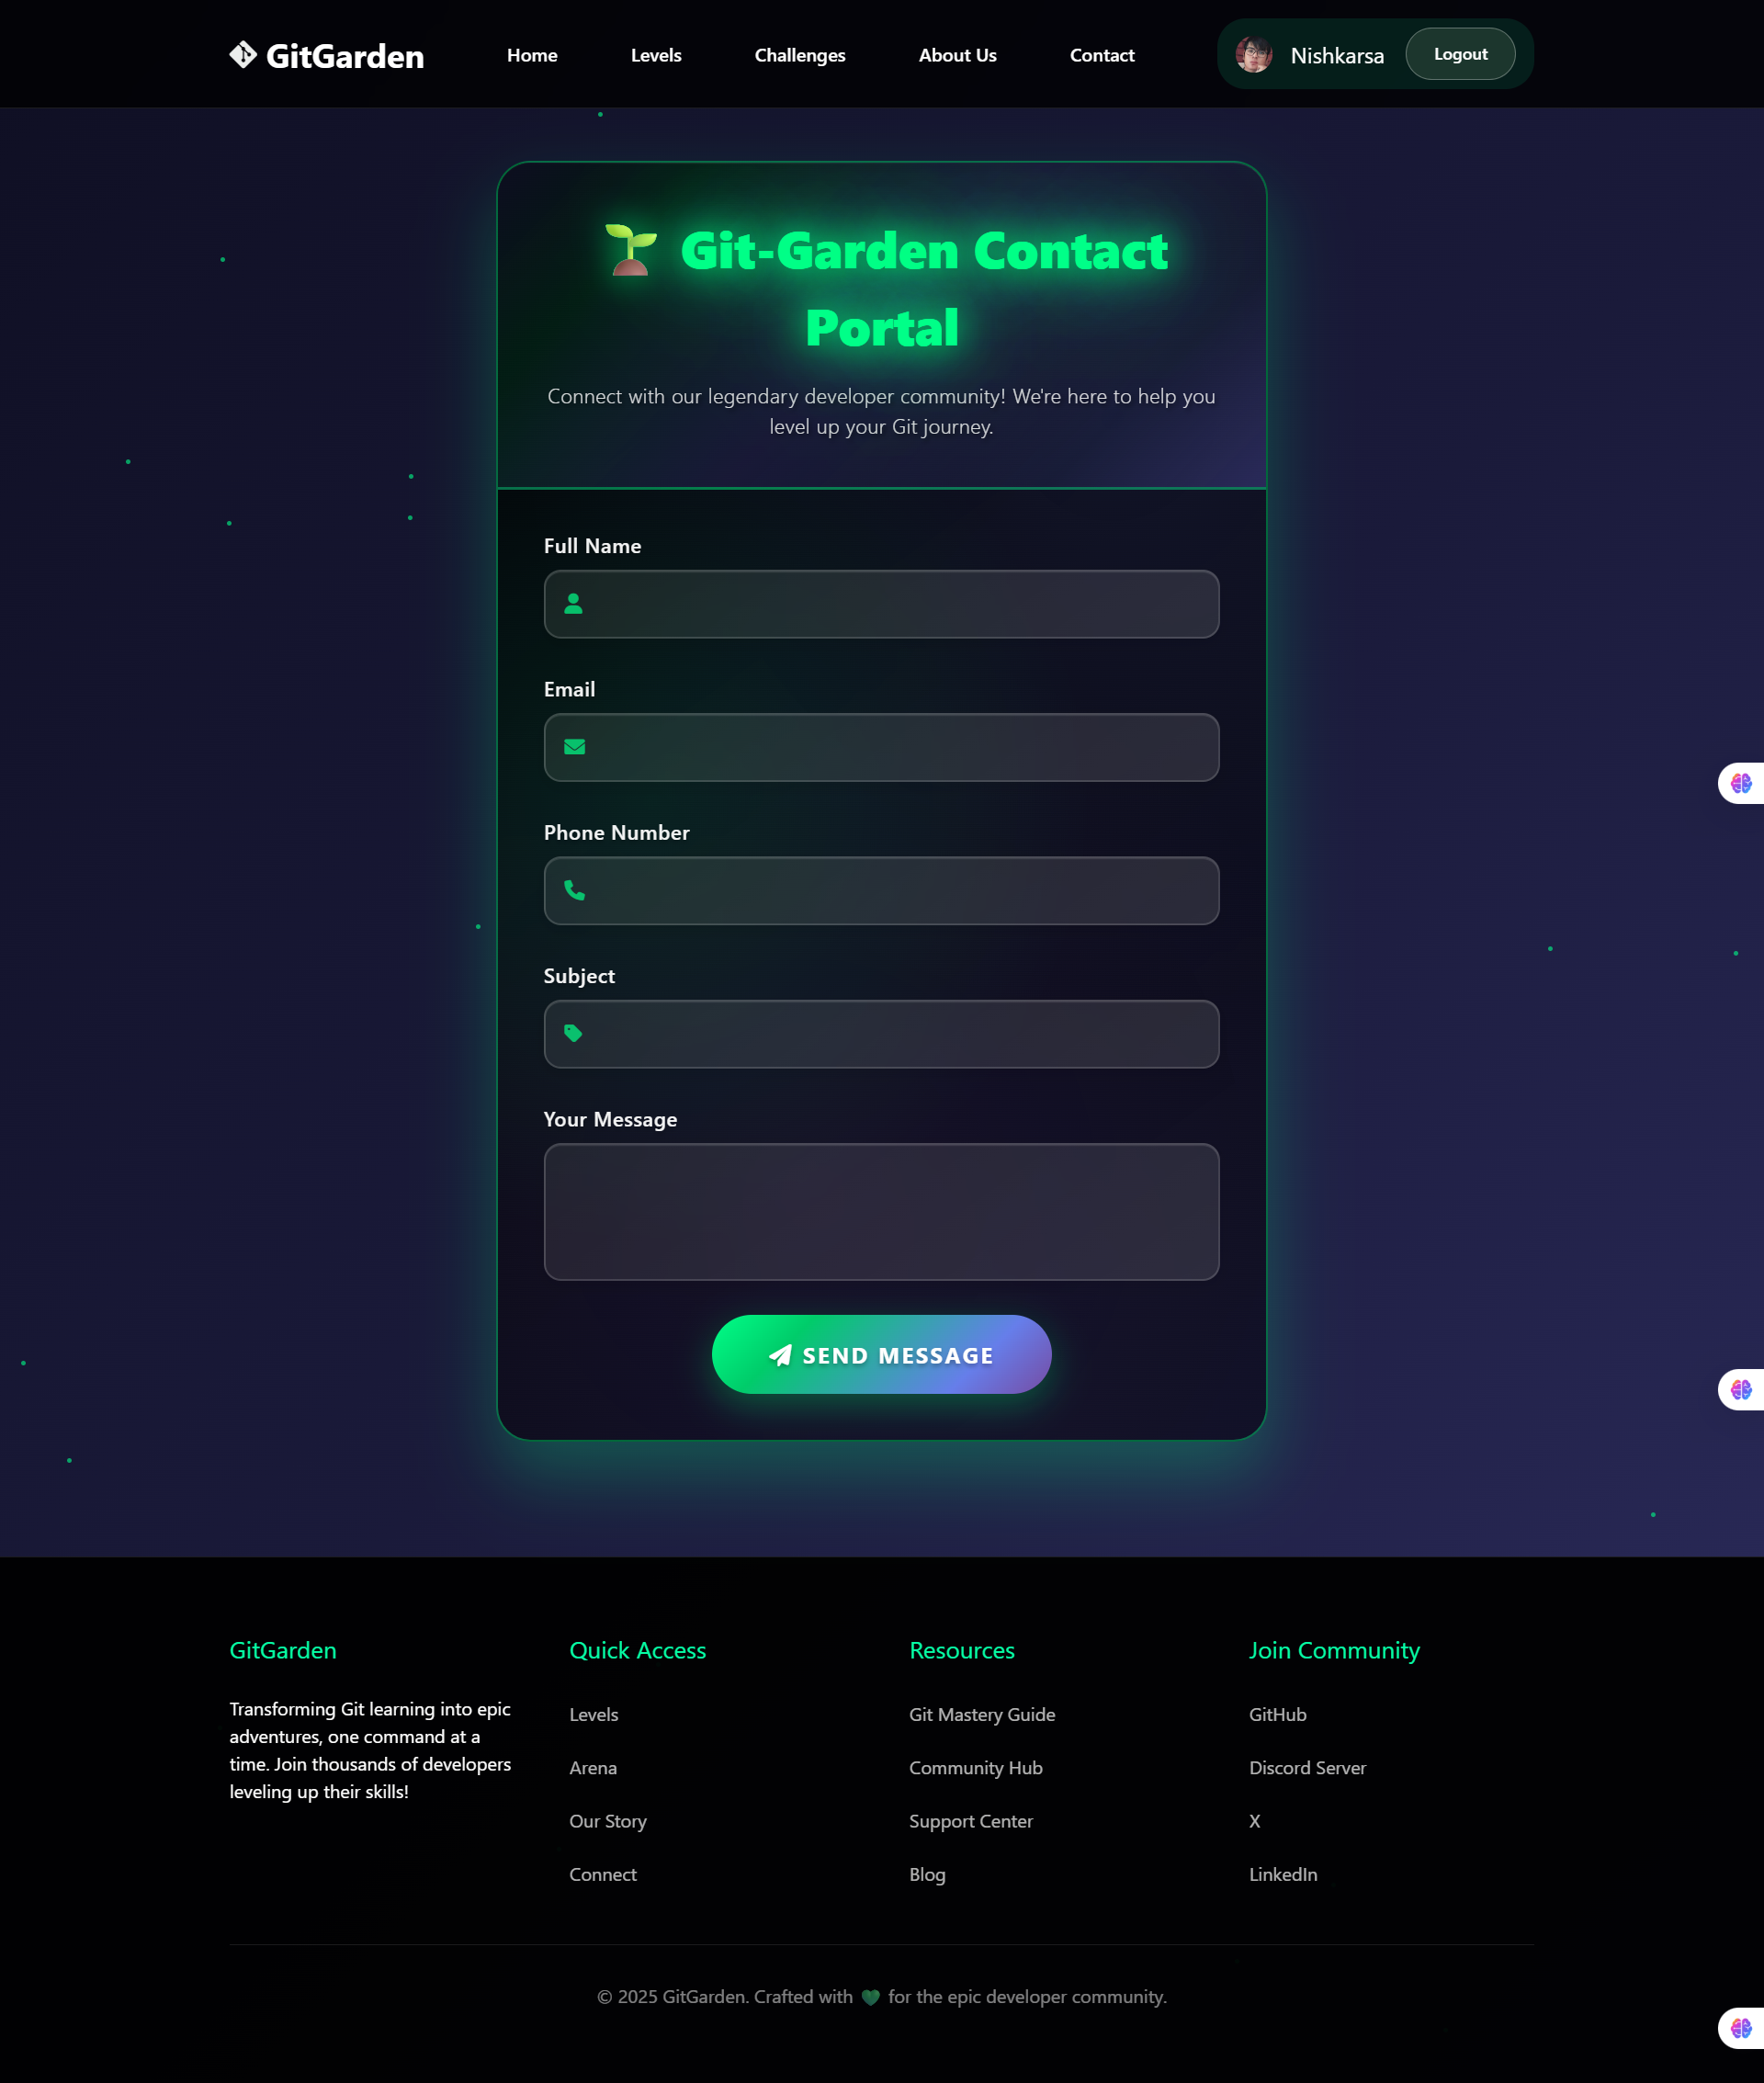 GitGarden
Home
Levels
Challenges
About Us
Contact
Nishkarsa
Logout
Git-Garden Contact
Portal
Connect with our legendary developer community! We're here to help you
level up your Git journey.
Full Name
Email
Phone Number
Subject
Your Message
SEND MESSAGE
GitGarden
Transforming Git learning into epic
adventures, one command at a
time. Join thousands of developers
leveling up their skills!
Quick Access
Levels
Arena
Our Story
Connect
Resources
Git Mastery Guide
Community Hub
Support Center
Blog
Join Community
GitHub
Discord Server
X
LinkedIn
© 2025 GitGarden. Crafted with 💚 for the epic developer community.